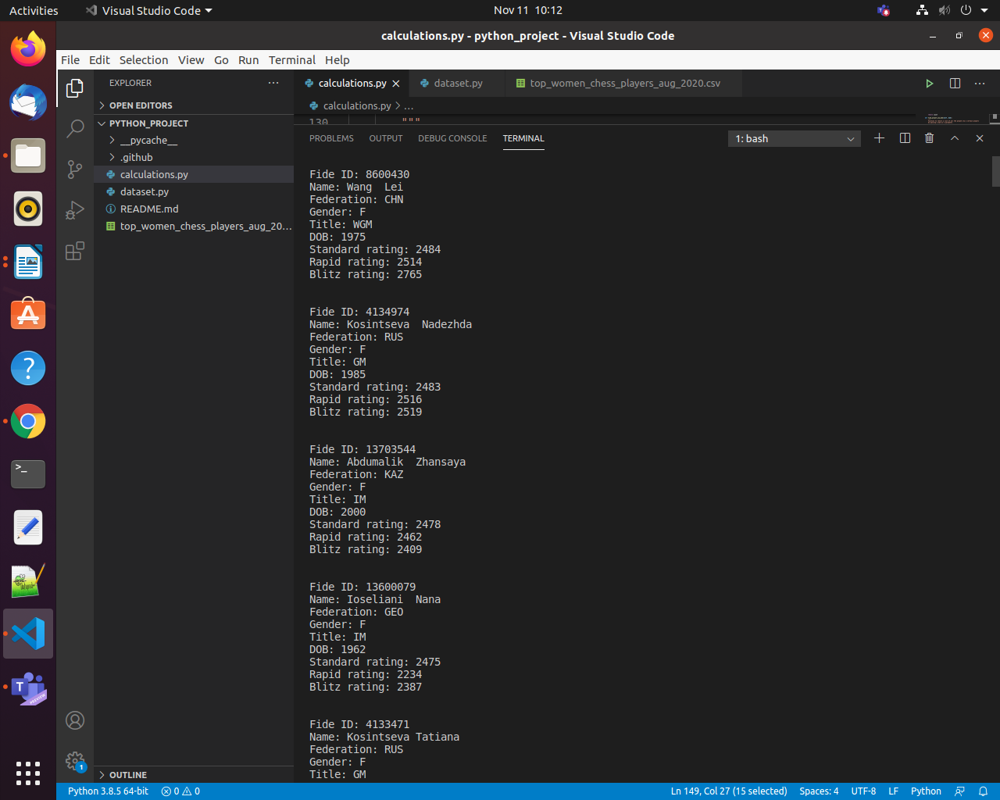 Activities
Visual Studio Code
Nov 11 10:12
calculations.py - python_project - Visual Studio Code
File Edit Selection View Go Run Terminal Help
EXPLORER
calculations.py
dataset.py
top_women_chess_players_aug_2020.csv
OPEN EDITORS
calculations.py > ...
PYTHON_PROJECT
130 """
__pycache__
.github
calculations.py
dataset.py
README.md
top_women_chess_players_aug_20...
PROBLEMS OUTPUT DEBUG CONSOLE TERMINAL
1: bash
Fide ID: 8600430
Name: Wang  Lei
Federation: CHN
Gender: F
Title: WGM
DOB: 1975
Standard rating: 2484
Rapid rating: 2514
Blitz rating: 2765
Fide ID: 4134974
Name: Kosintseva  Nadezhda
Federation: RUS
Gender: F
Title: GM
DOB: 1985
Standard rating: 2483
Rapid rating: 2516
Blitz rating: 2519
Fide ID: 13703544
Name: Abdumalik  Zhansaya
Federation: KAZ
Gender: F
Title: IM
DOB: 2000
Standard rating: 2478
Rapid rating: 2462
Blitz rating: 2409
Fide ID: 13600079
Name: Ioseliani  Nana
Federation: GEO
Gender: F
Title: IM
DOB: 1962
Standard rating: 2475
Rapid rating: 2234
Blitz rating: 2387
Fide ID: 4133471
Name: Kosintseva Tatiana
Federation: RUS
Gender: F
Title: GM
1
OUTLINE
Python 3.8.5 64-bit
0
0
Ln 149, Col 27 (15 selected)
Spaces: 4
UTF-8
LF
Python